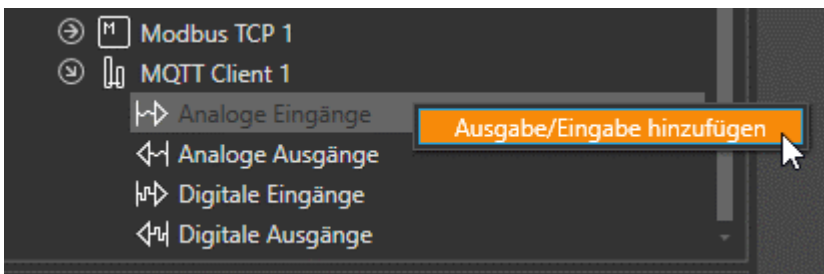 M Modbus TCP 1
MQTT Client 1
Analoge Eingänge
Ausgabe/Eingabe hinzufügen
Analoge Ausgänge
Digitale Eingänge
Digitale Ausgänge